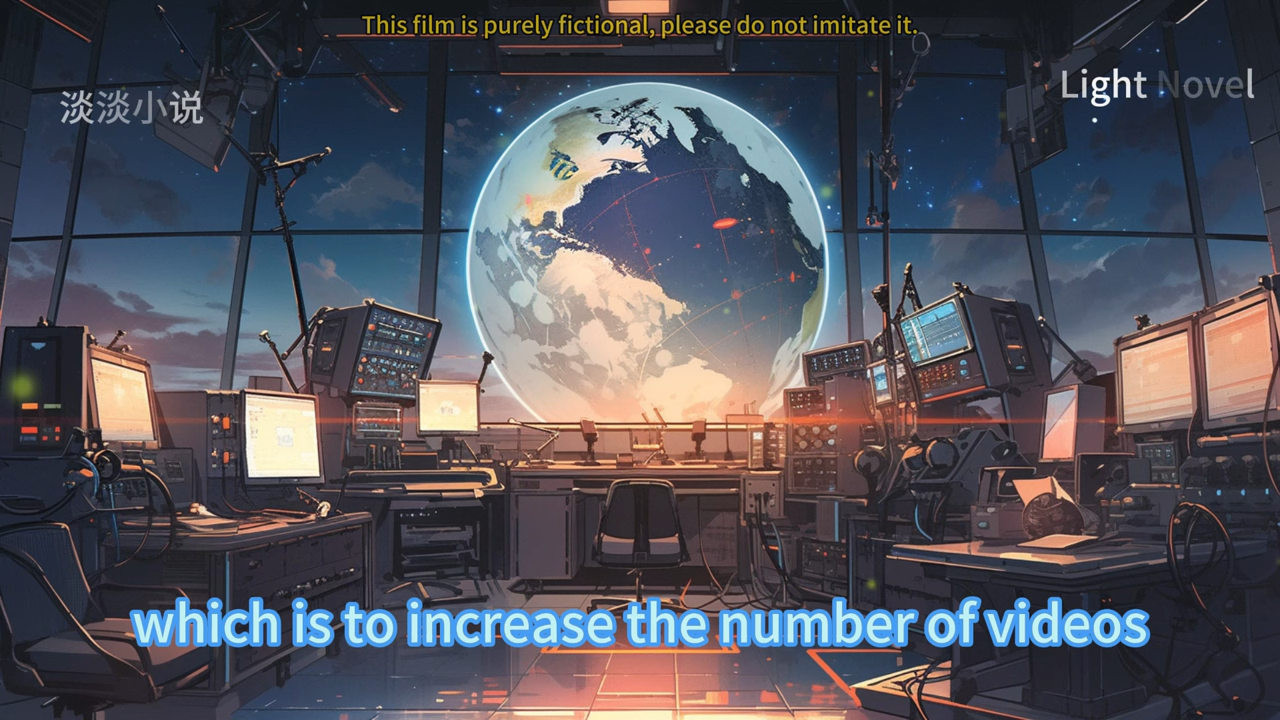 This film is purely fictional, please do not imitate it.
淡淡小说
Light Novel
which is to increase the number of videos